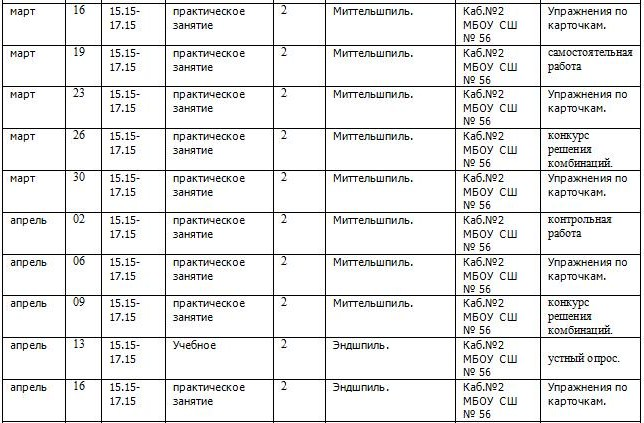 март 16 15.15- практическое 2 Миттельшпиль. Каб.№2 Упражнения по
17.15 занятие МБОУ СШ карточкам.
№ 56
март 19 15.15- практическое 2 Миттельшпиль. Каб.№2 самостоятельная
17.15 занятие МБОУ СШ работа
№ 56
март 23 15.15- практическое 2 Миттельшпиль. Каб.№2 Упражнения по
17.15 занятие МБОУ СШ карточкам.
№ 56
март 26 15.15- практическое 2 Миттельшпиль. Каб.№2 конкурс
17.15 занятие МБОУ СШ решения
№ 56 комбинаций.
март 30 15.15- практическое 2 Миттельшпиль. Каб.№2 Упражнения по
17.15 занятие МБОУ СШ карточкам.
№ 56
апрель 02 15.15- практическое 2 Миттельшпиль. Каб.№2 контрольная
17.15 занятие МБОУ СШ работа
№ 56
апрель 06 15.15- практическое 2 Миттельшпиль. Каб.№2 Упражнения по
17.15 занятие МБОУ СШ карточкам.
№ 56
апрель 09 15.15- практическое 2 Миттельшпиль. Каб.№2 конкурс
17.15 занятие МБОУ СШ решения
№ 56 комбинаций.
апрель 13 15.15- Учебное 2 Эндшпиль. Каб.№2
17.15 МБОУ СШ устный опрос.
№ 56
апрель 16 15.15- практическое 2 Эндшпиль. Каб.№2 Упражнения по
17.15 занятие МБОУ СШ карточкам.
№ 56